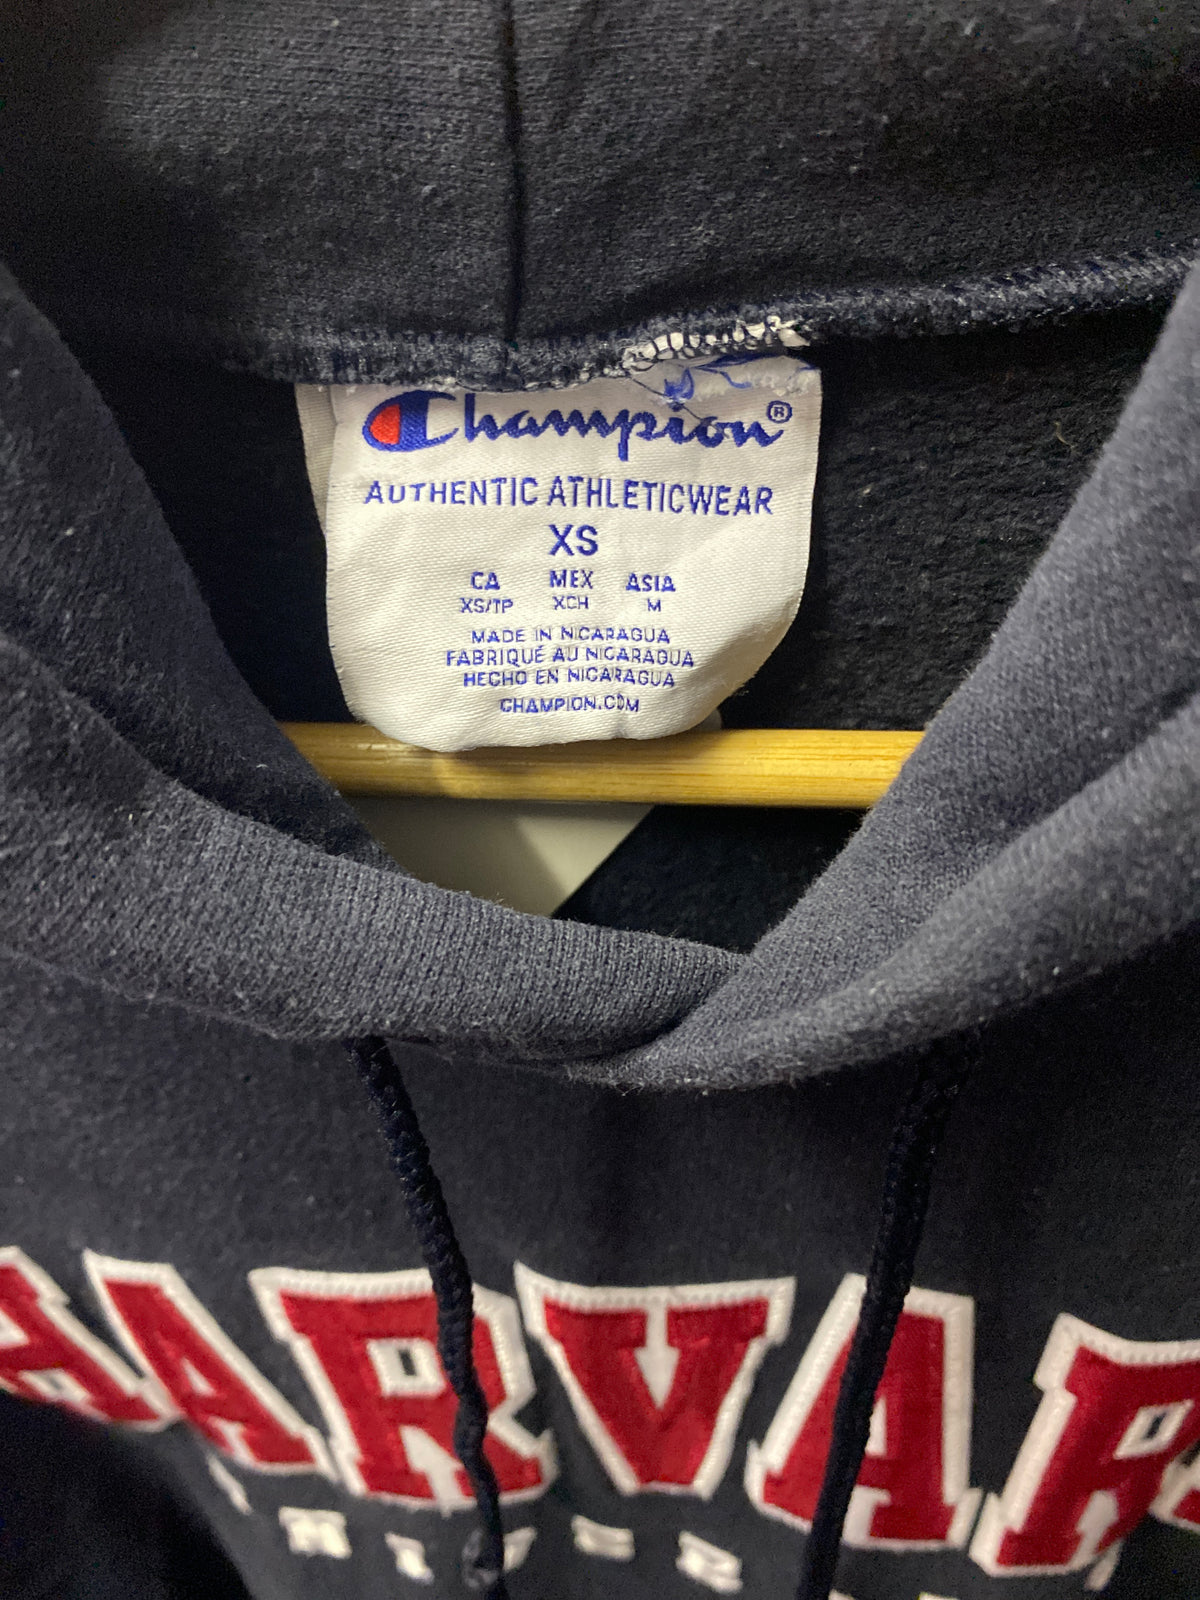 Champion®
AUTHENTIC ATHLETICWEAR
XS
CA MEX ASIA
XS/TP XCH M
MADE IN NICARAGUA
FABRIQUÉ AU NICARAGUA
HECHO EN NICARAGUA
CHAMPION.COM
HARVAR